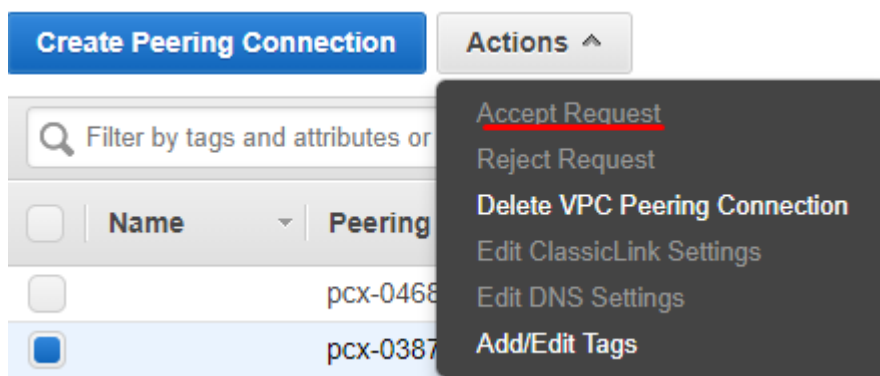 Create Peering Connection
Actions
Filter by tags and attributes or
Accept Request
Reject Request
Delete VPC Peering Connection
Edit ClassicLink Settings
Edit DNS Settings
Add/Edit Tags
Name
Peering
pcx-0468
pcx-0387